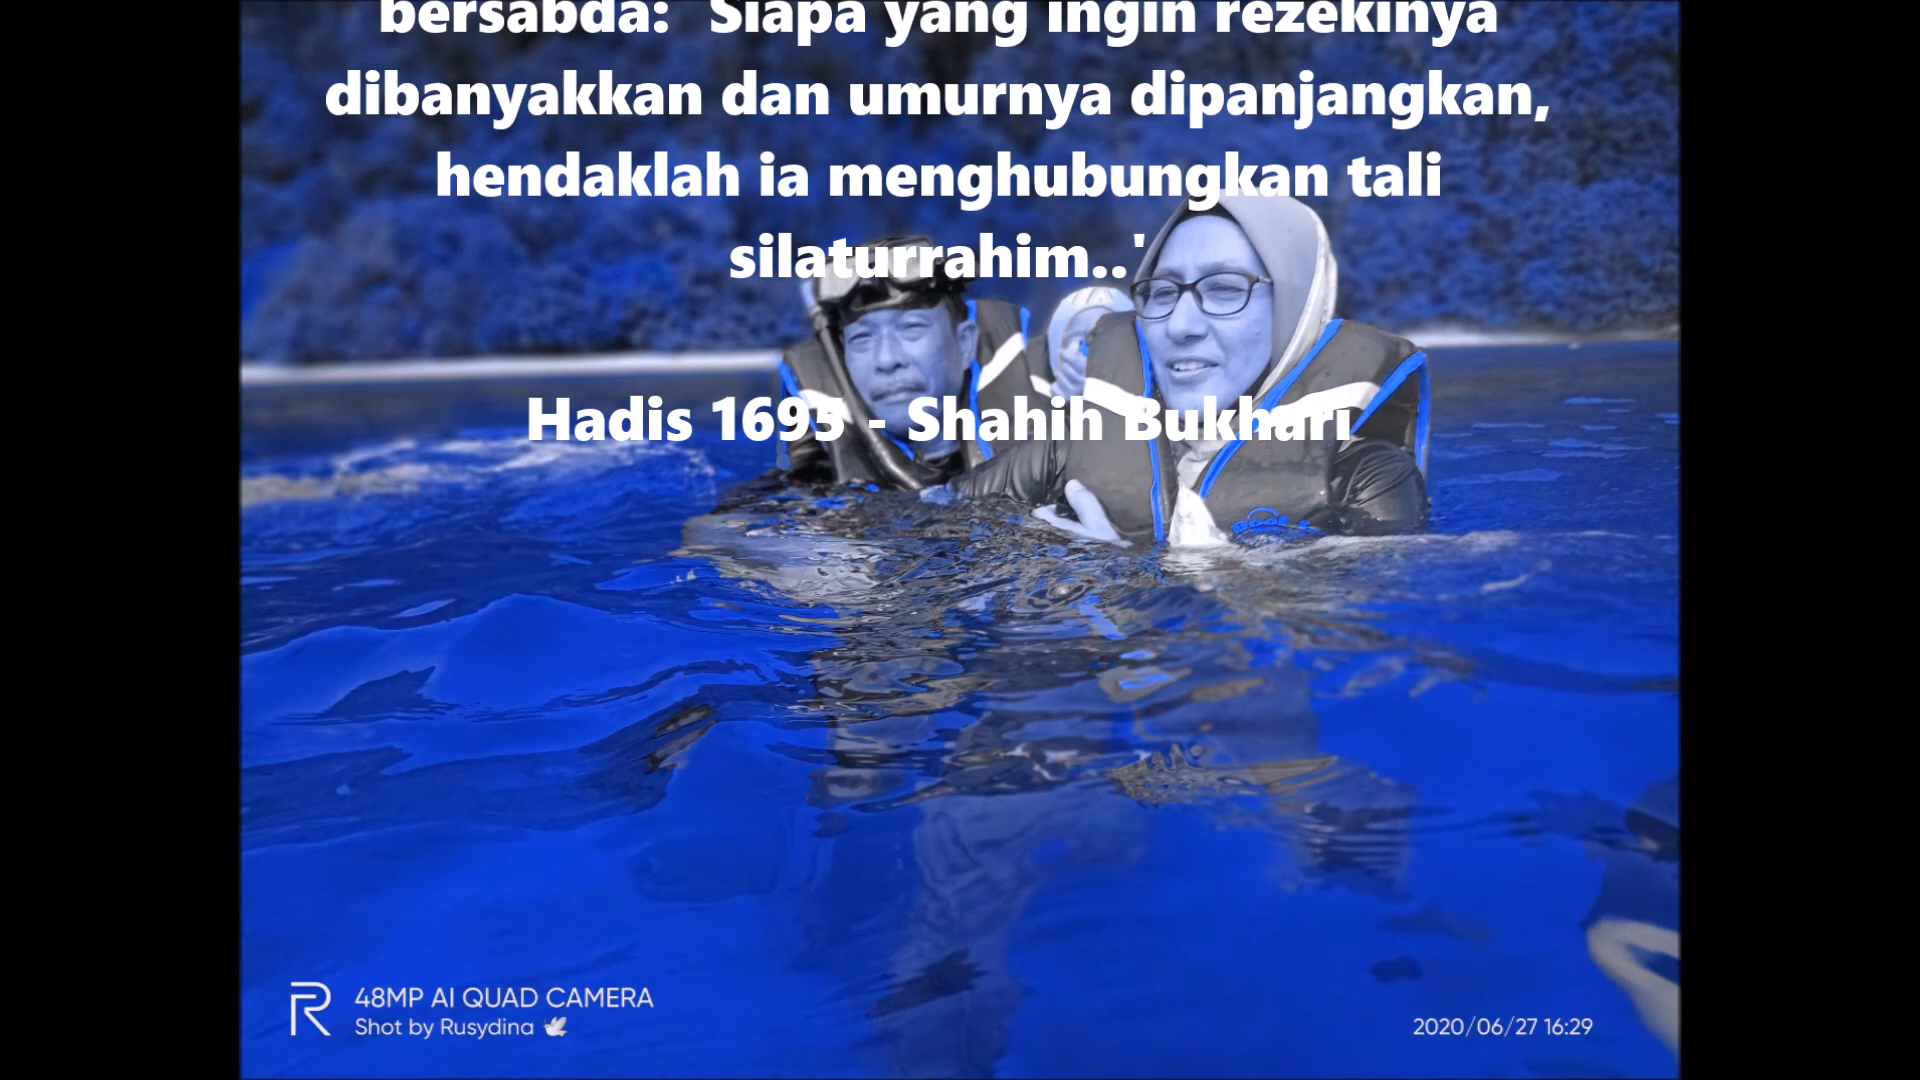 bersabda: "Siapa yang ingin rezekinya
dibanyakkan dan umurnya dipanjangkan,
hendaklah ia menghubungkan tali
silaturrahim..'
Hadis 1695 - Shahih Bukhari
48MP AI QUAD CAMERA
Shot by Rusydina
2020/06/27 16:29